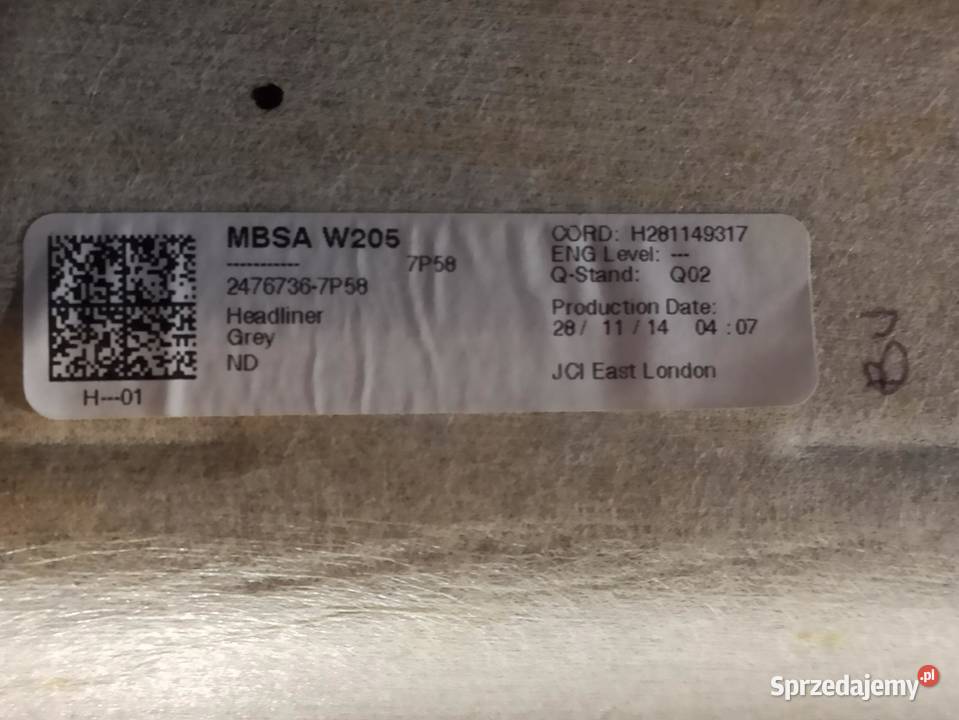 MBSA W205
-----------
7P58
2476736-7P58
Headliner
Grey
ND
H---01
CORD: H281149317
ENG Level: ---
Q-Stand: Q02
Production Date:
28/ 11 / 14 04 : 07
JCI East London
BU
Sprzedajemy.pl